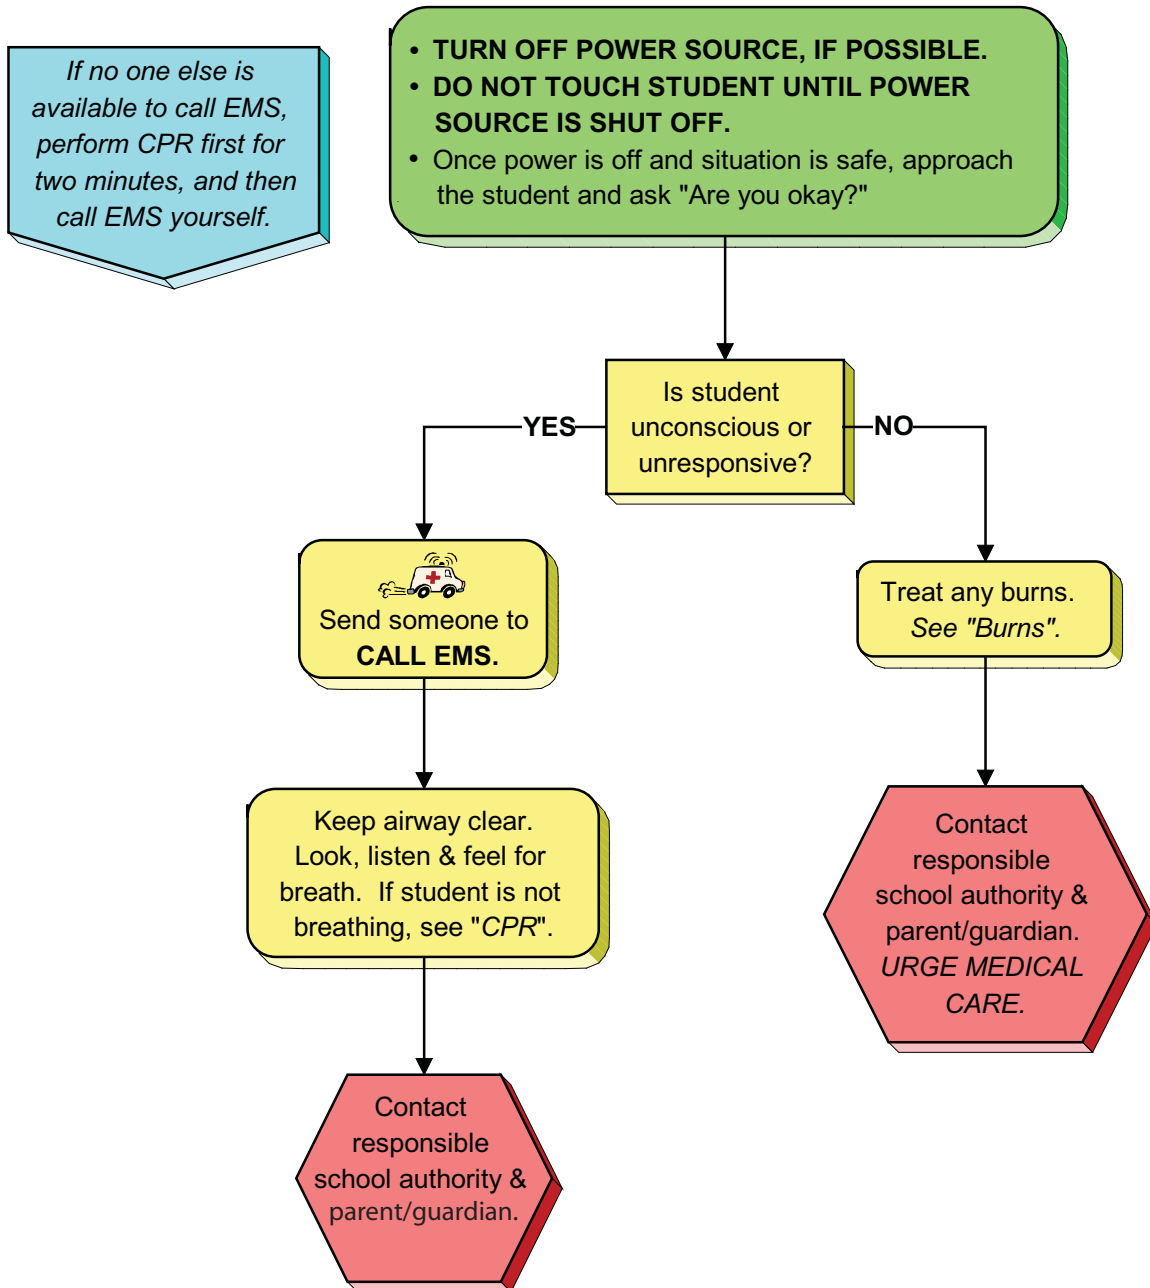 If no one else is
available to call EMS,
perform CPR first for
two minutes, and then
call EMS yourself.
• TURN OFF POWER SOURCE, IF POSSIBLE.
• DO NOT TOUCH STUDENT UNTIL POWER
SOURCE IS SHUT OFF.
• Once power is off and situation is safe, approach
the student and ask "Are you okay?"
Is student
unconscious or
unresponsive?
YES
NO
Send someone to
CALL EMS.
Treat any burns.
See "Burns".
Keep airway clear.
Look, listen & feel for
breath. If student is not
breathing, see "CPR".
Contact
responsible
school authority &
parent/guardian.
URGE MEDICAL
CARE.
Contact
responsible
school authority &
parent/guardian.